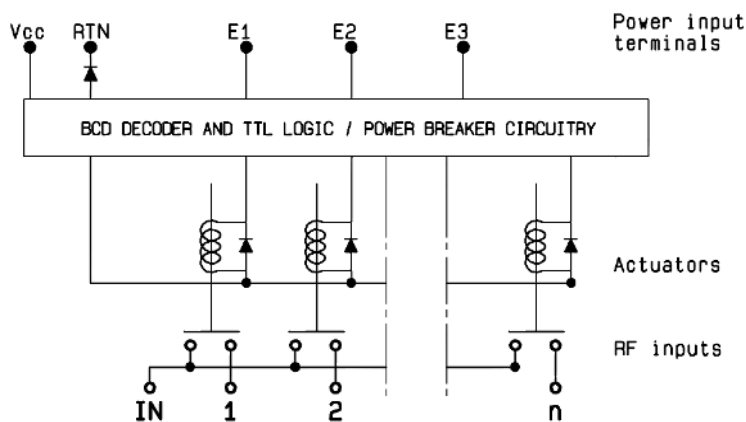 Vcc RTN E1 E2 E3 Power input
terminals
BCD DECODER AND TTL LOGIC / POWER BREAKER CIRCUITRY
Actuators
RF inputs
IN 1 2 n